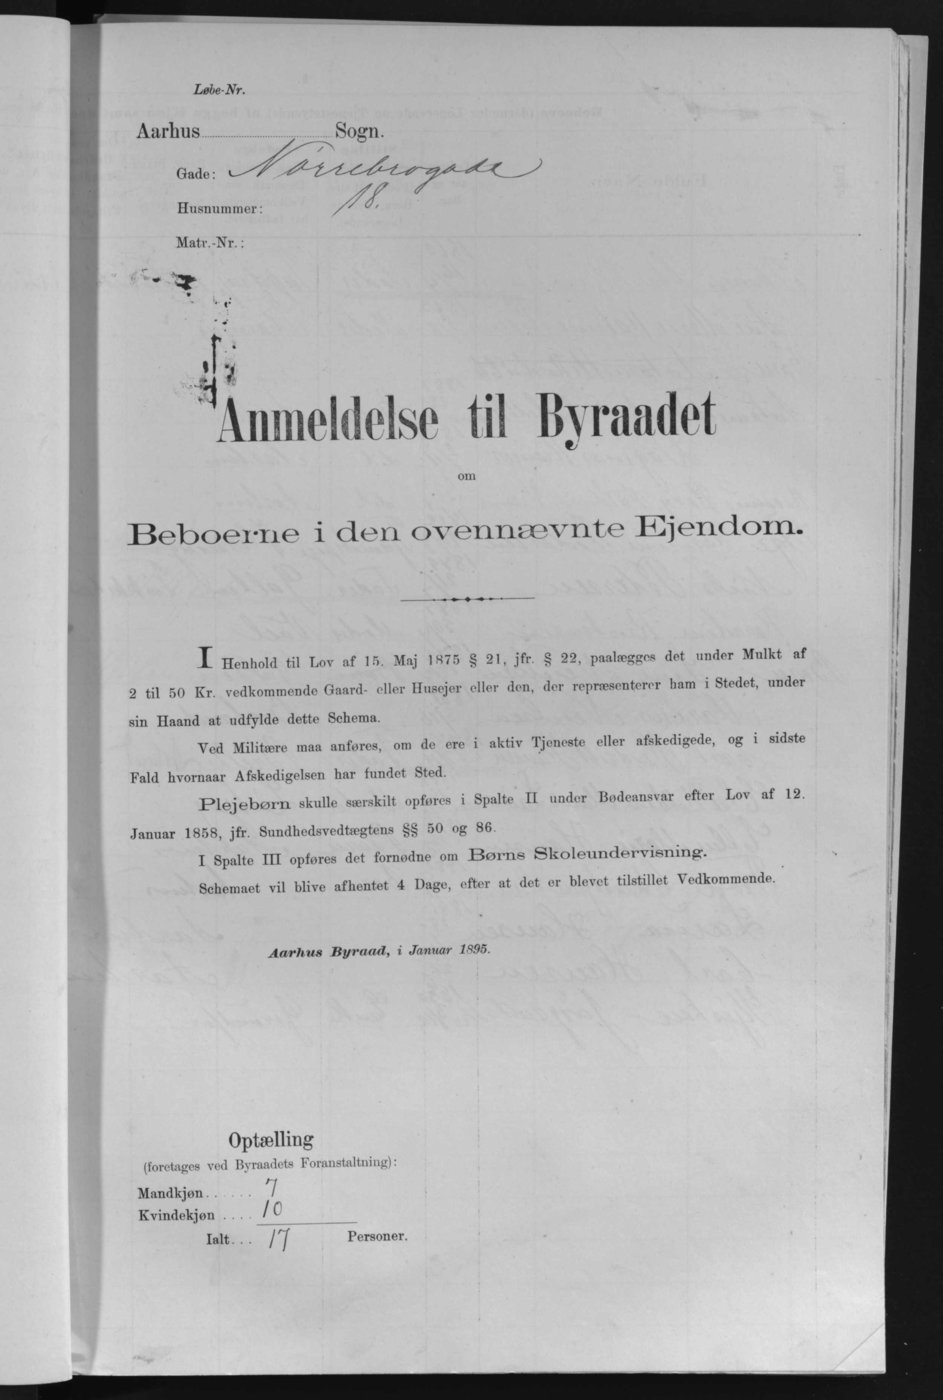 Løbe-Nr.
Aarhus Sogn.
Gade: Nørrebrogade
Husnummer: 18.
Matr.-Nr.:
Anmeldelse til Byraadet
om
Beboerne i den ovennævnte Ejendom.
I Henhold til Lov af 15. Maj 1875 § 21, jfr. § 22, paalægges det under Mulkt af
2 til 50 Kr. vedkommende Gaard- eller Husejer eller den, der repræsenterer ham i Stedet, under
sin Haand at udfylde dette Schema.
Ved Militære maa anføres, om de ere i aktiv Tjeneste eller afskedigede, og i sidste
Fald hvornaar Afskedigelsen har fundet Sted.
Plejebørn skulle særskilt opføres i Spalte II under Bødeansvar efter Lov af 12.
Januar 1858, jfr. Sundhedsvedtægtens §§ 50 og 86.
I Spalte III opføres det fornødne om Børns Skoleundervisning.
Schemaet vil blive afhentet 4 Dage, efter at det er blevet tilstillet Vedkommende.
Aarhus Byraad, i Januar 1895.
Optælling
(foretages ved Byraadets Foranstaltning):
Mandkjøn...... 7
Kvindekjøn .... 10
Ialt... 17 Personer.